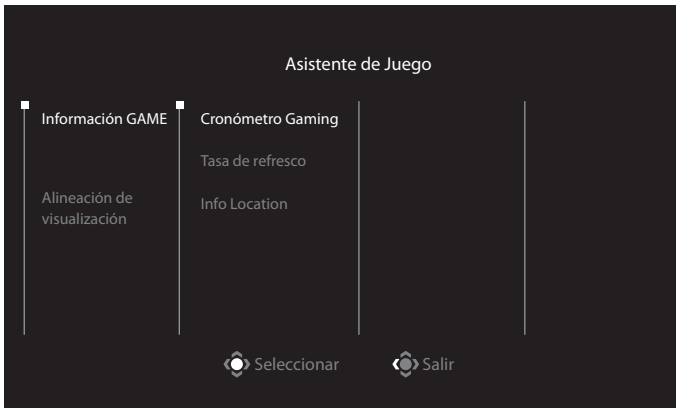 Asistente de Juego
Información GAME
Cronómetro Gaming
Tasa de refresco
Alineación de
visualización
Info Location
Seleccionar
Salir